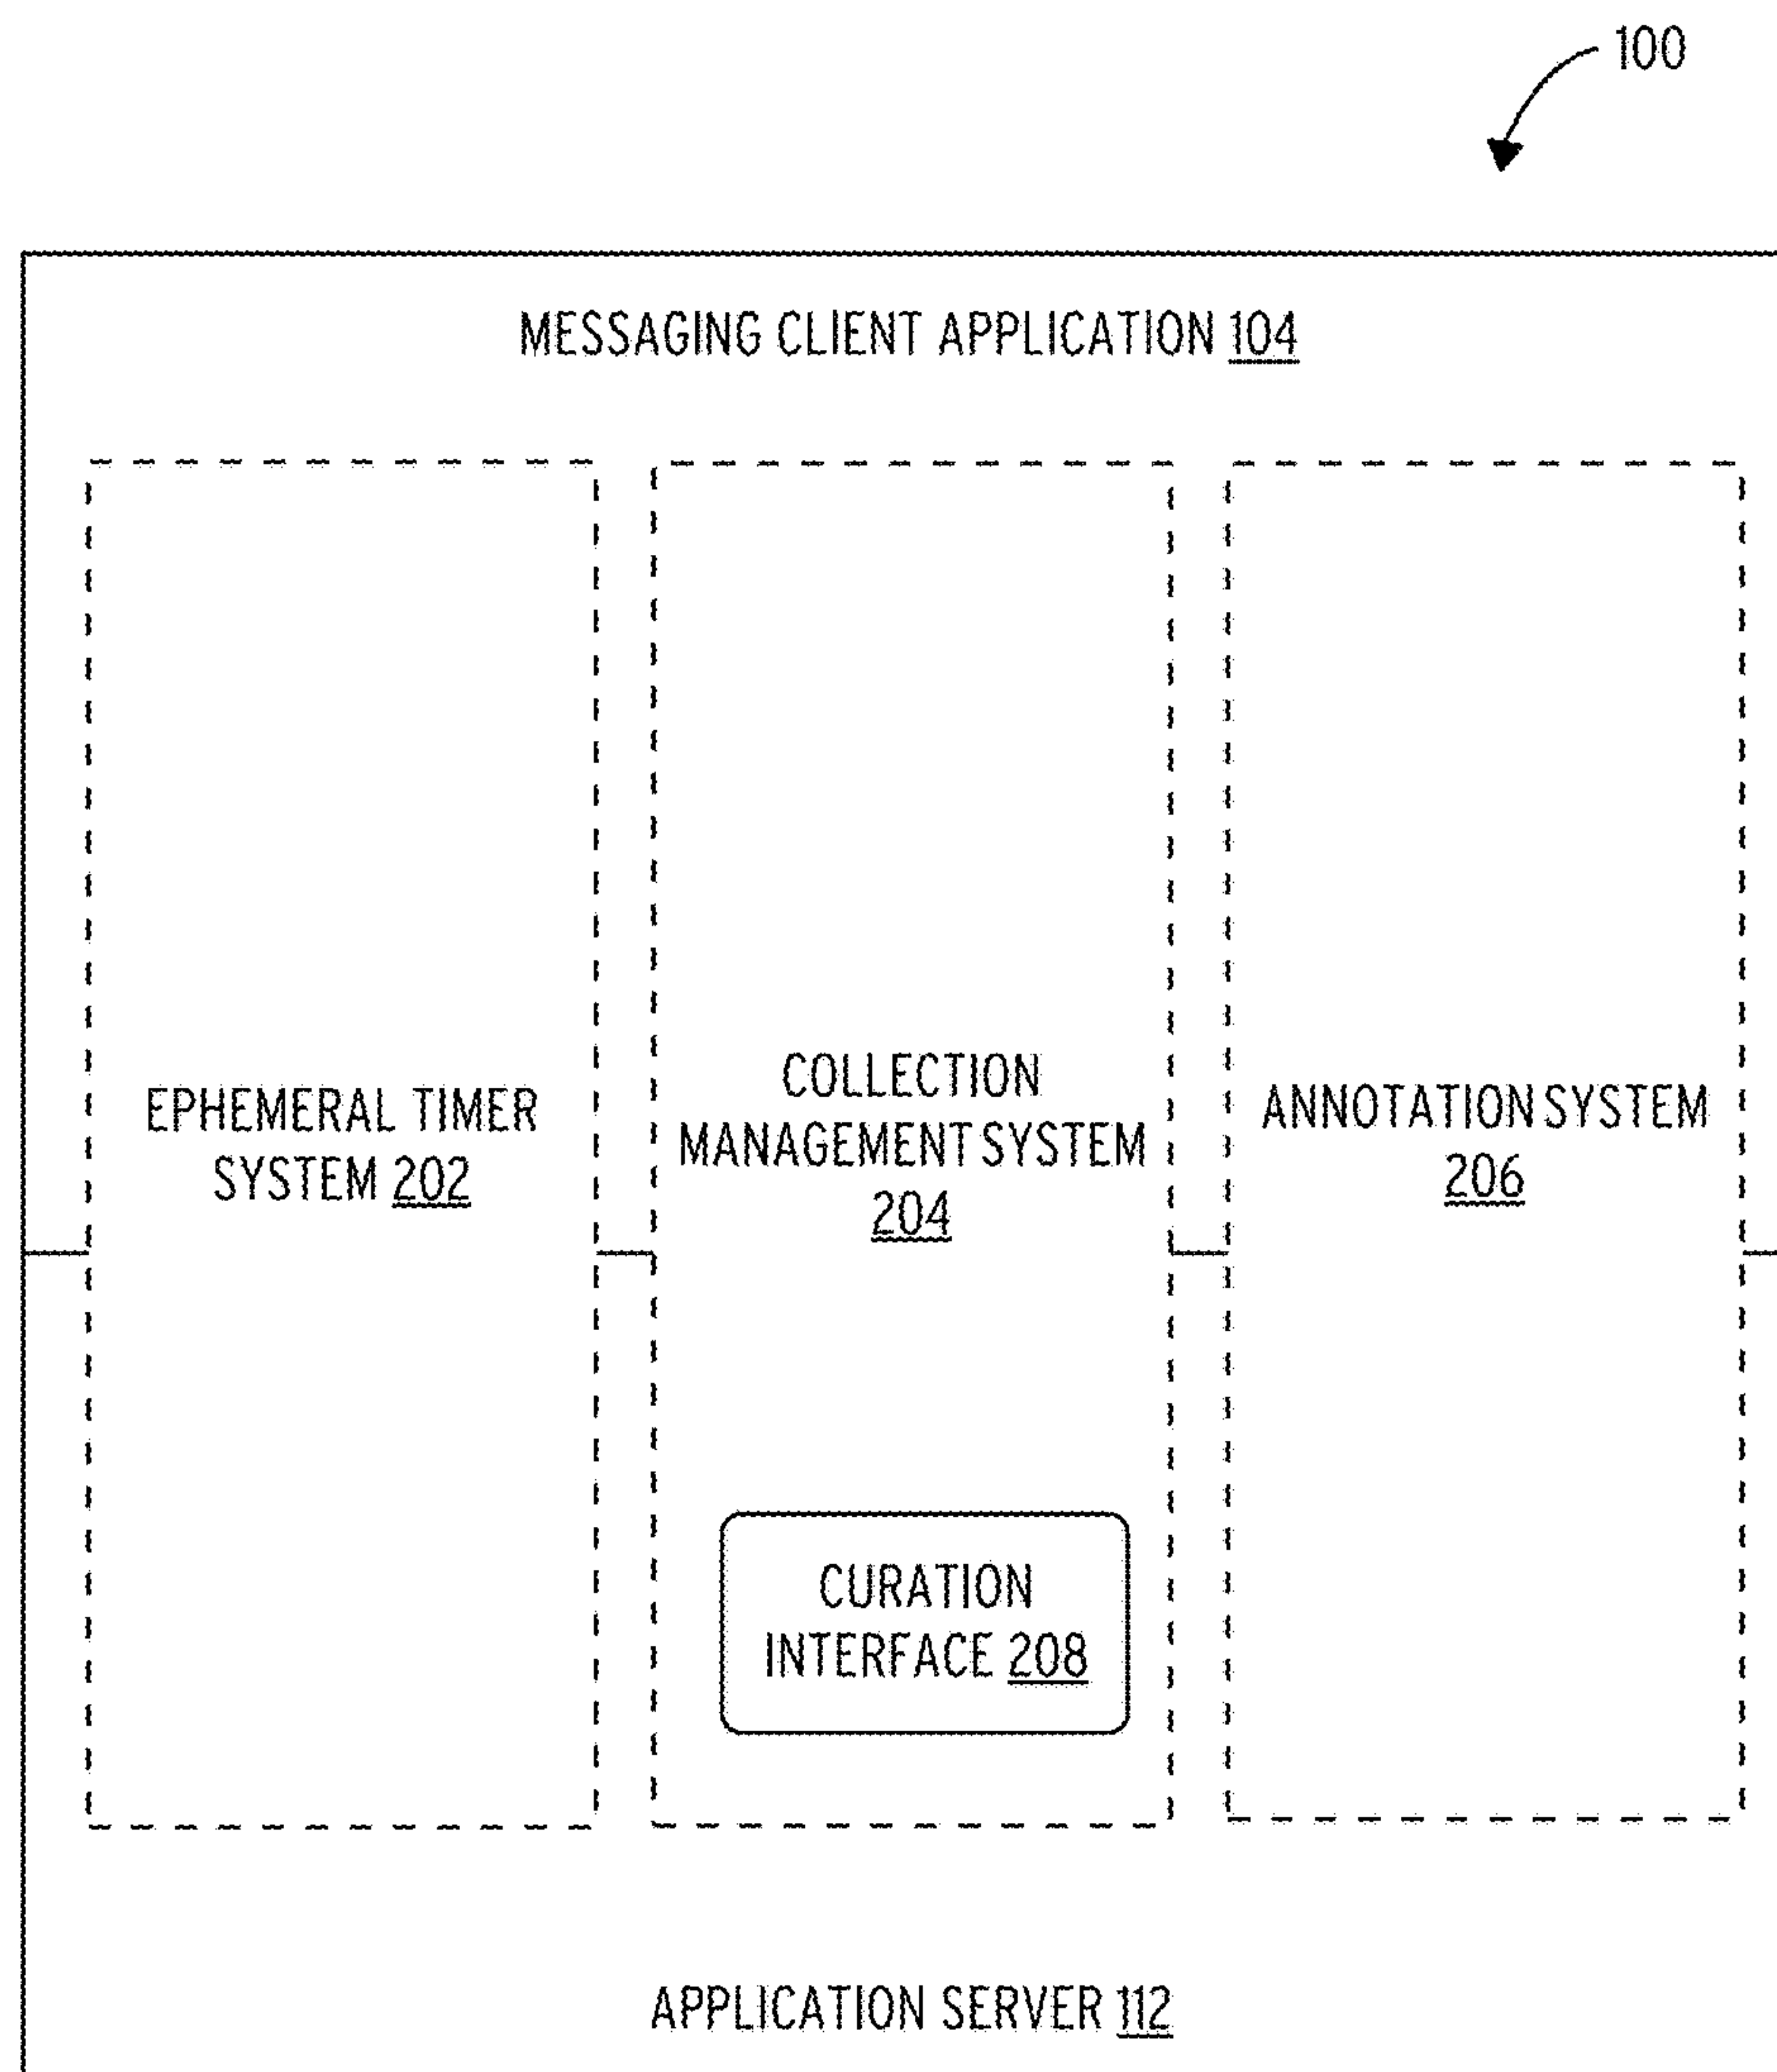 100
MESSAGING CLIENT APPLICATION 104
EPHEMERAL TIMER
SYSTEM 202
COLLECTION
MANAGEMENT SYSTEM
204
ANNOTATION SYSTEM
206
CURATION
INTERFACE 208
APPLICATION SERVER 112